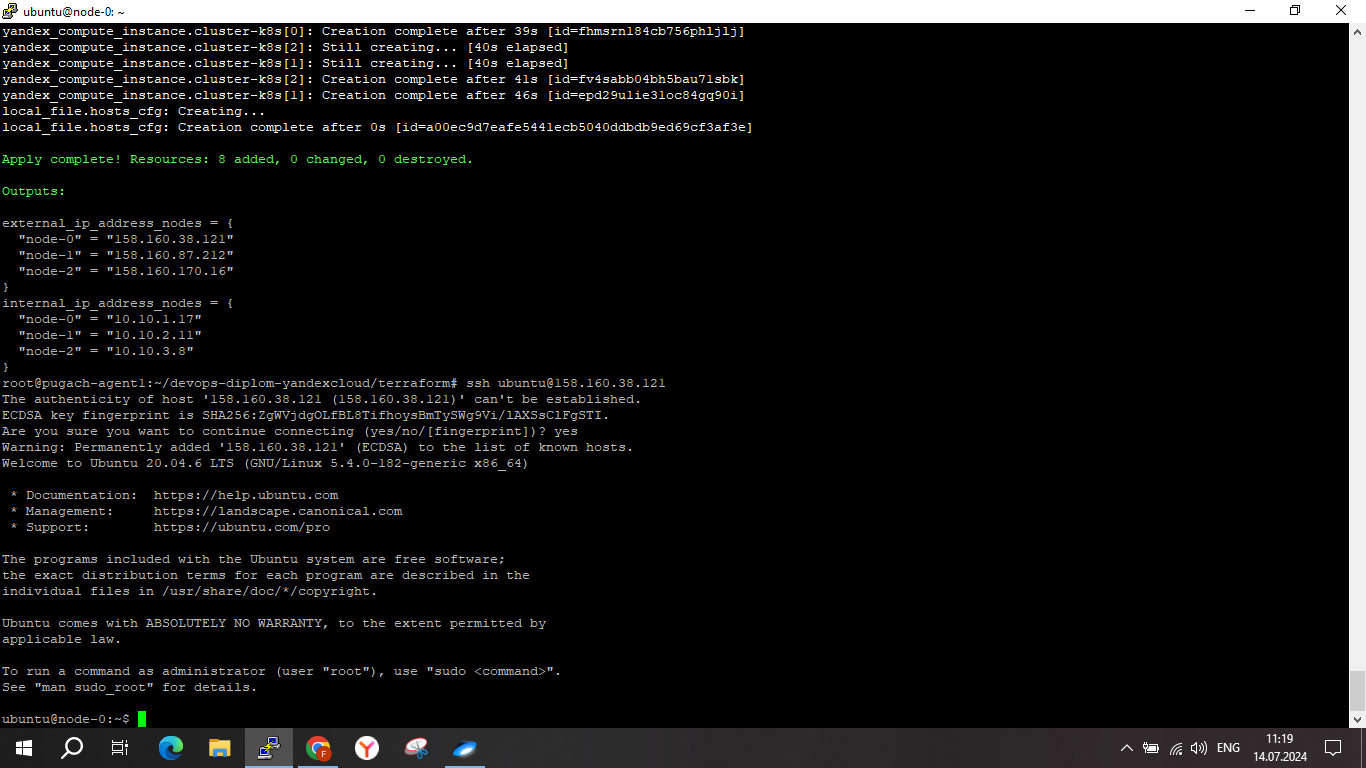 ubuntu@node-0: ~
yandex_compute_instance.cluster-k8s[0]: Creation complete after 39s [id=fhmsrnl84cb756phljlj]
yandex_compute_instance.cluster-k8s[2]: Still creating... [40s elapsed]
yandex_compute_instance.cluster-k8s[1]: Still creating... [40s elapsed]
yandex_compute_instance.cluster-k8s[2]: Creation complete after 41s [id=fv4sabb04bh5bau7lsbk]
yandex_compute_instance.cluster-k8s[1]: Creation complete after 46s [id=epd29ulie3loc84gq90i]
local_file.hosts_cfg: Creating...
local_file.hosts_cfg: Creation complete after 0s [id=a00ec9d7eafe5441ecb5040ddbdb9ed69cf3af3e]
Apply complete! Resources: 8 added, 0 changed, 0 destroyed.
Outputs:
external_ip_address_nodes = {
"node-0" = "158.160.38.121"
"node-1" = "158.160.87.212"
"node-2" = "158.160.170.16"
}
internal_ip_address_nodes = {
"node-0" = "10.10.1.17"
"node-1" = "10.10.2.11"
"node-2" = "10.10.3.8"
}
root@pugach-agent1:~/devops-diplom-yandexcloud/terraform# ssh ubuntu@158.160.38.121
The authenticity of host '158.160.38.121 (158.160.38.121)' can't be established.
ECDSA key fingerprint is SHA256:ZgWVjdgOLfBL8TifhoysBmTySWg9Vi/lAXSsClFgSTI.
Are you sure you want to continue connecting (yes/no/[fingerprint])? yes
Warning: Permanently added '158.160.38.121' (ECDSA) to the list of known hosts.
Welcome to Ubuntu 20.04.6 LTS (GNU/Linux 5.4.0-182-generic x86_64)
* Documentation:  https://help.ubuntu.com
* Management:     https://landscape.canonical.com
* Support:        https://ubuntu.com/pro
The programs included with the Ubuntu system are free software;
the exact distribution terms for each program are described in the
individual files in /usr/share/doc/*/copyright.
Ubuntu comes with ABSOLUTELY NO WARRANTY, to the extent permitted by
applicable law.
To run a command as administrator (user "root"), use "sudo <command>".
See "man sudo_root" for details.
ubuntu@node-0:~$
ENG
11:19
14.07.2024